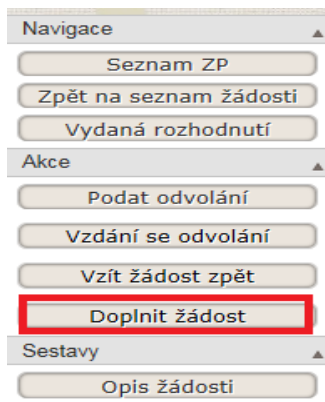 Navigace
Seznam ZP
Zpět na seznam žádosti
Vydaná rozhodnutí
Akce
Podat odvolání
Vzdání se odvolání
Vzít žádost zpět
Doplnit žádost
Sestavy
Opis žádosti